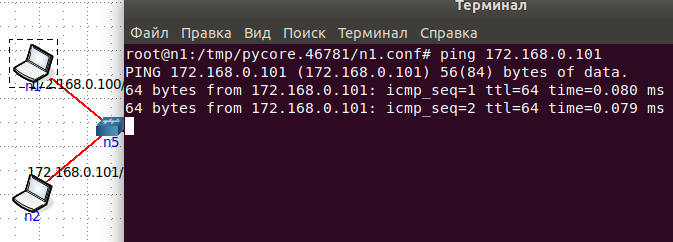 Терминал
Файл Правка Вид Поиск Терминал Справка
root@n1:/tmp/pycore.46781/n1.conf# ping 172.168.0.101
PING 172.168.0.101 (172.168.0.101) 56(84) bytes of data.
64 bytes from 172.168.0.101: icmp_seq=1 ttl=64 time=0.080 ms
64 bytes from 172.168.0.101: icmp_seq=2 ttl=64 time=0.079 ms
172.168.0.100/
n1
n5
172.168.0.101/
n2